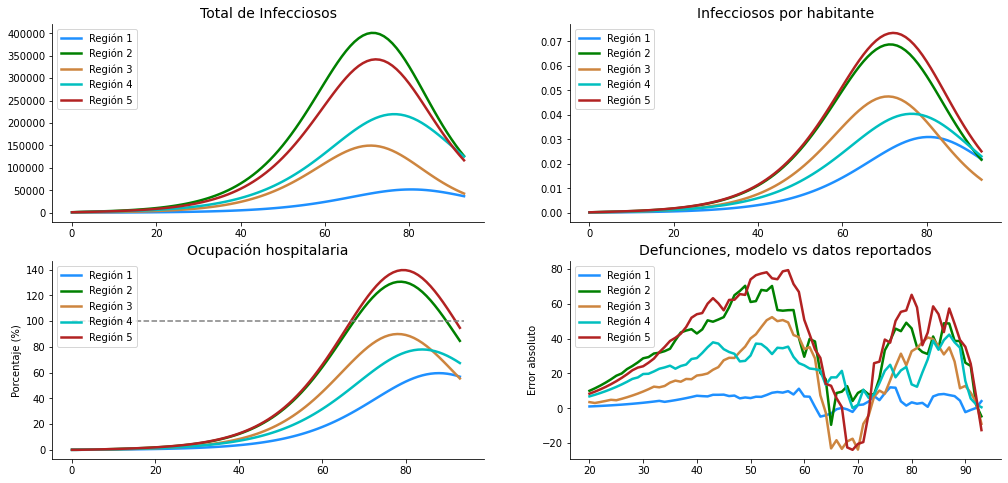 Total de Infecciosos
400000
350000
300000
250000
200000
150000
100000
50000
0
0 20 40 60 80
Región 1
Región 2
Región 3
Región 4
Región 5
Infecciosos por habitante
0.07
0.06
0.05
0.04
0.03
0.02
0.01
0.00
0 20 40 60 80
Región 1
Región 2
Región 3
Región 4
Región 5
Ocupación hospitalaria
Porcentaje (%)
140
120
100
80
60
40
20
0
0 20 40 60 80
Región 1
Región 2
Región 3
Región 4
Región 5
Defunciones, modelo vs datos reportados
Error absoluto
80
60
40
20
0
−20
20 30 40 50 60 70 80 90
Región 1
Región 2
Región 3
Región 4
Región 5